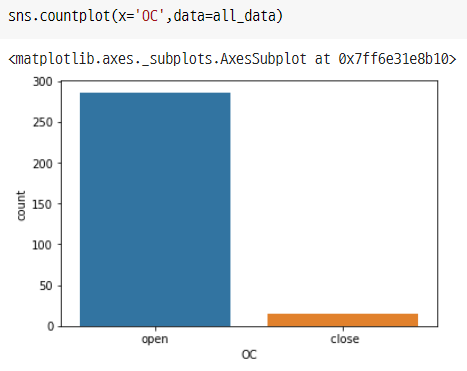 sns.countplot(x='OC',data=all_data)
<matplotlib.axes._subplots.AxesSubplot at 0x7ff6e31e8b10>
300
250
200
150
100
50
0
count
open close
OC